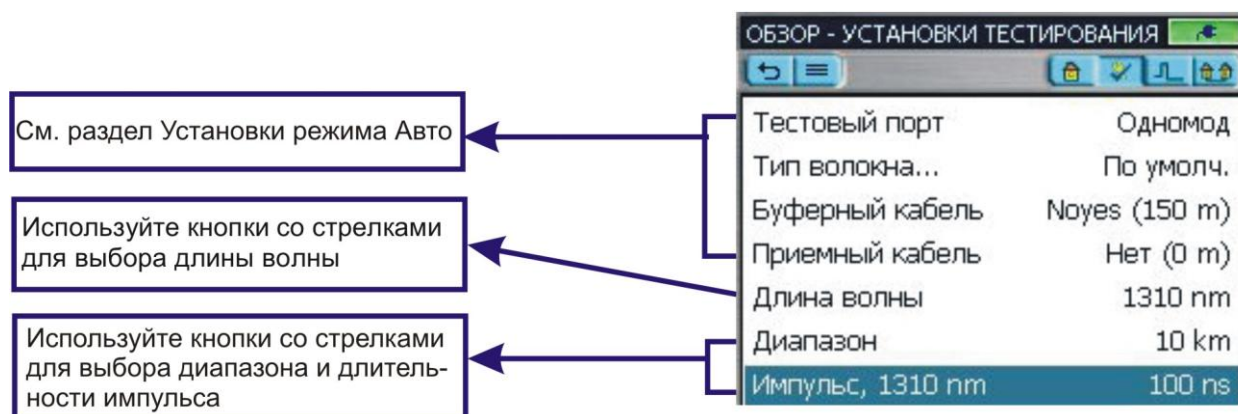 См. раздел Установки режима Авто
Используйте кнопки со стрелками
для выбора длины волны
Используйте кнопки со стрелками
для выбора диапазона и длитель-
ности импульса
ОБЗОР - УСТАНОВКИ ТЕСТИРОВАНИЯ
Тестовый порт Одномод
Тип волокна... По умолч.
Буферный кабель Noyes (150 m)
Приемный кабель Нет (0 m)
Длина волны 1310 nm
Диапазон 10 km
Импульс, 1310 nm 100 ns